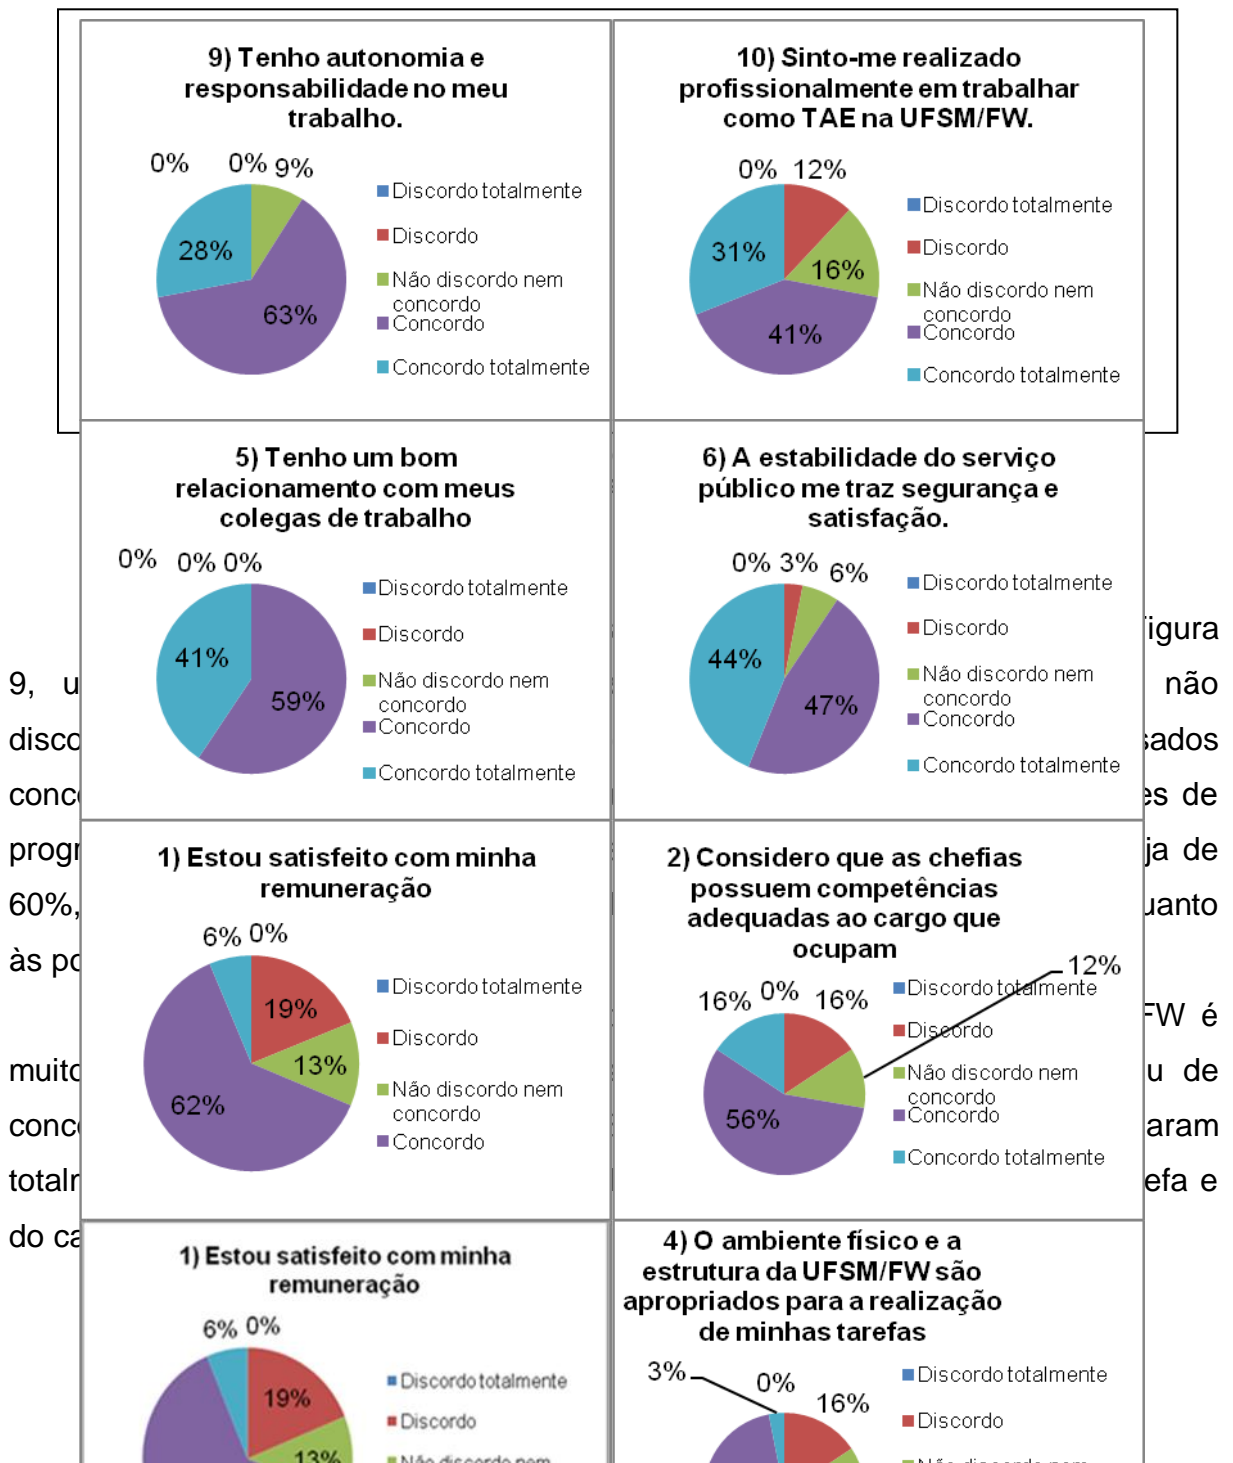 9) Tenho autonomia e
responsabilidade no meu
trabalho.
0% 0% 9%
28%
63%
Discordo totalmente
Discordo
Não discordo nem
concordo
Concordo
Concordo totalmente
10) Sinto-me realizado
profissionalmente em trabalhar
como TAE na UFSM/FW.
0% 12%
31%
16%
41%
Discordo totalmente
Discordo
Não discordo nem
concordo
Concordo
Concordo totalmente
5) Tenho um bom
relacionamento com meus
colegas de trabalho
0% 0% 0%
41%
59%
Discordo totalmente
Discordo
Não discordo nem
concordo
Concordo
Concordo totalmente
6) A estabilidade do serviço
público me traz segurança e
satisfação.
0% 3% 6%
44%
47%
Discordo totalmente
Discordo
Não discordo nem
concordo
Concordo
Concordo totalmente
igura
9, u
não
disco
sados
conc
es de
progr
ja de
60%,
uanto
às po
1) Estou satisfeito com minha
remuneração
6% 0%
19%
13%
62%
Discordo totalmente
Discordo
Não discordo nem
concordo
Concordo
2) Considero que as chefias
possuem competências
adequadas ao cargo que
ocupam
12%
16% 0% 16%
56%
Discordo totalmente
Discordo
Não discordo nem
concordo
Concordo
Concordo totalmente
FW é
muito
u de
conc
aram
total
efa e
do ca
1) Estou satisfeito com minha
remuneração
6% 0%
19%
13%
Discordo totalmente
Discordo
Não discordo nem
4) O ambiente físico e a
estrutura da UFSM/FW são
apropriados para a realização
de minhas tarefas
3%
0%
16%
Discordo totalmente
Discordo
Não discordo nem